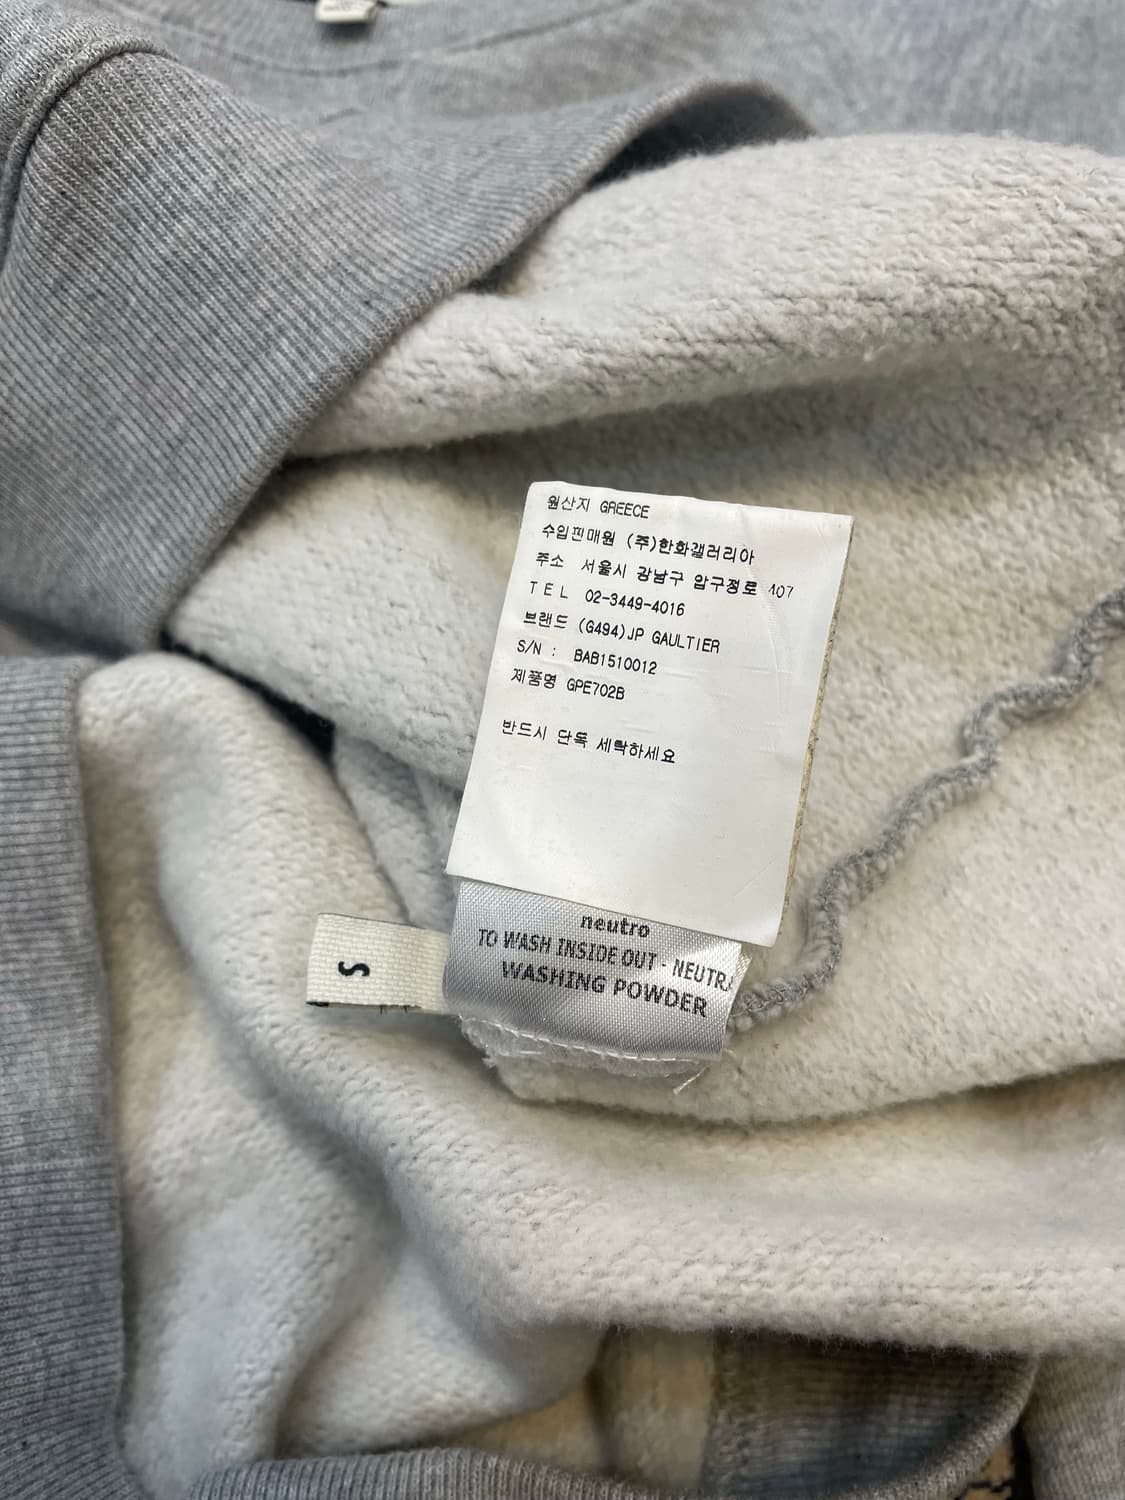 원산지 GREECE
수입판매원 (주)한화갤러리아
주소 서울시 강남구 압구정로 407
TEL 02-3449-4016
브랜드 (G494)JP GAULTIER
S/N : BAB1510012
제품명 GPE702B
반드시 단독 세탁하세요
neutro
TO WASH INSIDE OUT - NEUTRA
WASHING POWDER
S